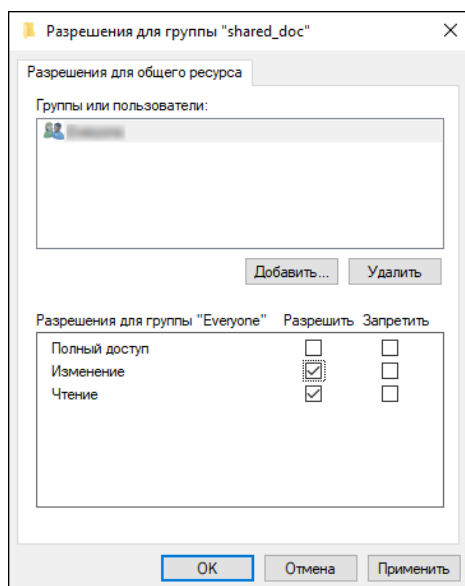 Разрешения для группы "shared_doc"
Разрешения для общего ресурса
Группы или пользователи:
Добавить...
Удалить
Разрешения для группы "Everyone" Разрешить Запретить
Полный доступ
Изменение
Чтение
OK
Отмена
Применить